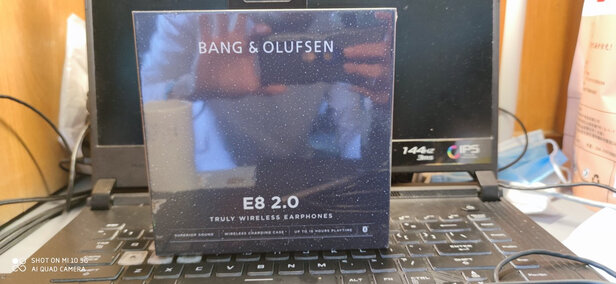 BANG & OLUFSEN
144Hz
3ms
IPS
E8 2.0
TRULY WIRELESS EARPHONES
SUPERIOR SOUND
WIRELESS CHARGING CASE
UP TO 16 HOURS PLAYTIME
SHOT ON MI 10 5G
AI QUAD CAMERA